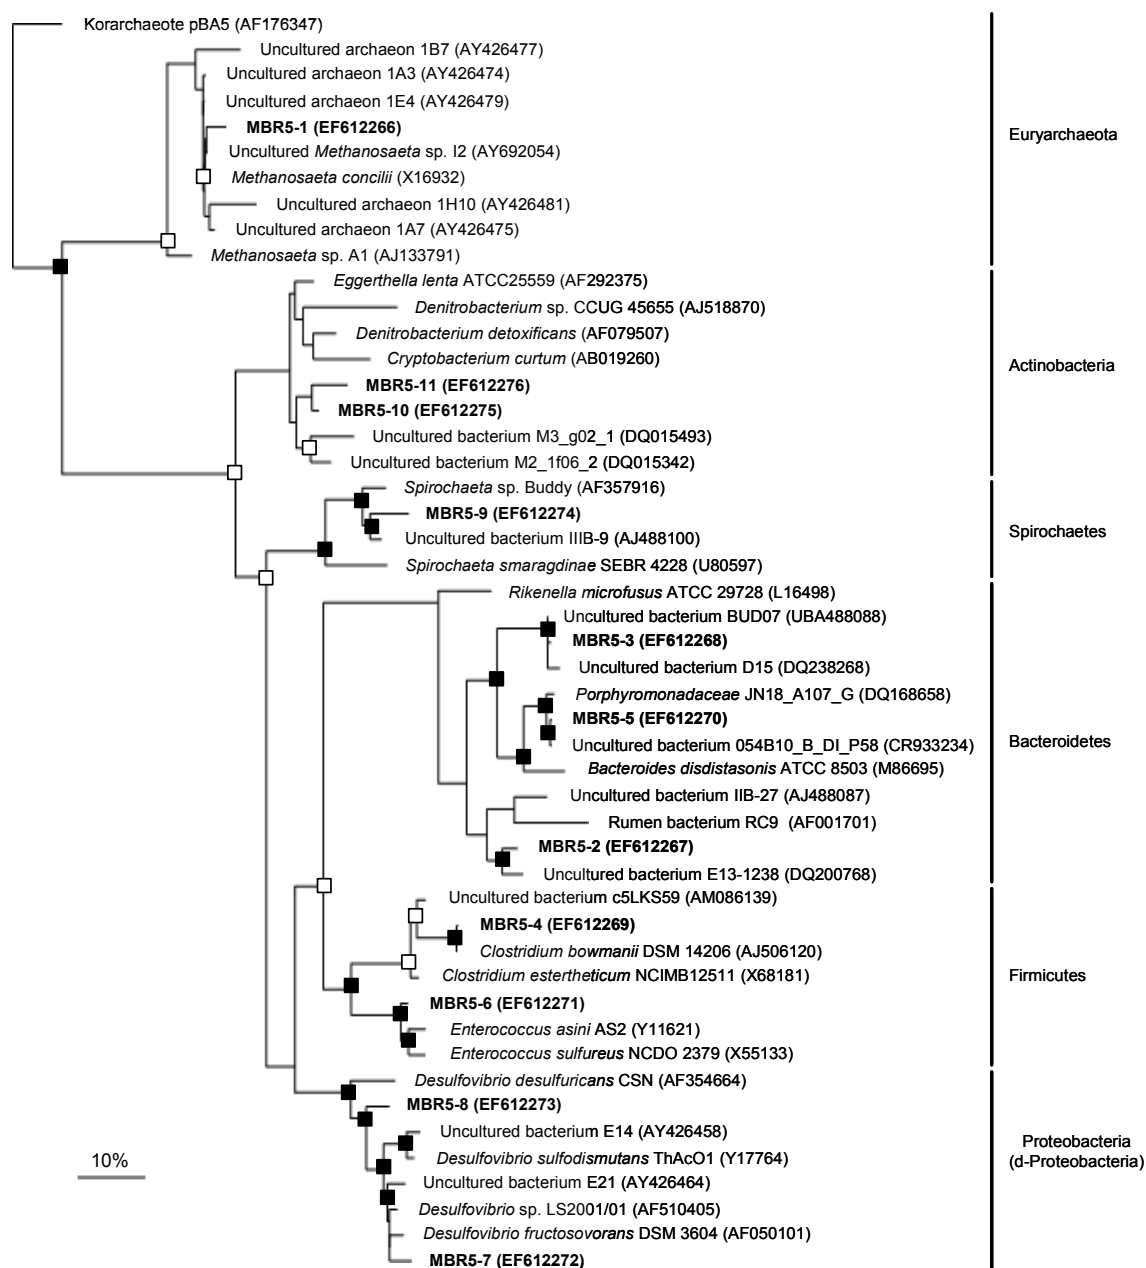 Korarchaeote pBA5 (AF176347)
Uncultured archaeon 1B7 (AY426477)
Uncultured archaeon 1A3 (AY426474)
Uncultured archaeon 1E4 (AY426479)
MBR5-1 (EF612266)
Euryarchaeota
Uncultured Methanosaeta sp. I2 (AY692054)
Methanosaeta concilii (X16932)
Uncultured archaeon 1H10 (AY426481)
Uncultured archaeon 1A7 (AY426475)
Methanosaeta sp. A1 (AJ133791)
Eggerthella lenta ATCC25559 (AF292375)
Denitrobacterium sp. CCUG 45655 (AJ518870)
Denitrobacterium detoxificans (AF079507)
Cryptobacterium curtum (AB019260)
Actinobacteria
MBR5-11 (EF612276)
MBR5-10 (EF612275)
Uncultured bacterium M3_g02_1 (DQ015493)
Uncultured bacterium M2_1f06_2 (DQ015342)
Spirochaeta sp. Buddy (AF357916)
MBR5-9 (EF612274)
Spirochaetes
Uncultured bacterium IIIB-9 (AJ488100)
Spirochaeta smaragdinae SEBR 4228 (U80597)
Rikenella microfusus ATCC 29728 (L16498)
Uncultured bacterium BUD07 (UBA488088)
MBR5-3 (EF612268)
Uncultured bacterium D15 (DQ238268)
Porphyromonadaceae JN18_A107_G (DQ168658)
MBR5-5 (EF612270)
Bacteroidetes
Uncultured bacterium 054B10_B_DI_P58 (CR933234)
Bacteroides disdistasonis ATCC 8503 (M86695)
Uncultured bacterium IIB-27 (AJ488087)
Rumen bacterium RC9 (AF001701)
MBR5-2 (EF612267)
Uncultured bacterium E13-1238 (DQ200768)
Uncultured bacterium c5LKS59 (AM086139)
MBR5-4 (EF612269)
Clostridium bowmanii DSM 14206 (AJ506120)
Clostridium estertheticum NCIMB12511 (X68181)
Firmicutes
MBR5-6 (EF612271)
Enterococcus asini AS2 (Y11621)
Enterococcus sulfureus NCDO 2379 (X55133)
Desulfovibrio desulfuricans CSN (AF354664)
MBR5-8 (EF612273)
Uncultured bacterium E14 (AY426458)
Proteobacteria
(d-Proteobacteria)
Desulfovibrio sulfodismutans ThAcO1 (Y17764)
10%
Uncultured bacterium E21 (AY426464)
Desulfovibrio sp. LS2001/01 (AF510405)
Desulfovibrio fructosovorans DSM 3604 (AF050101)
MBR5-7 (EF612272)